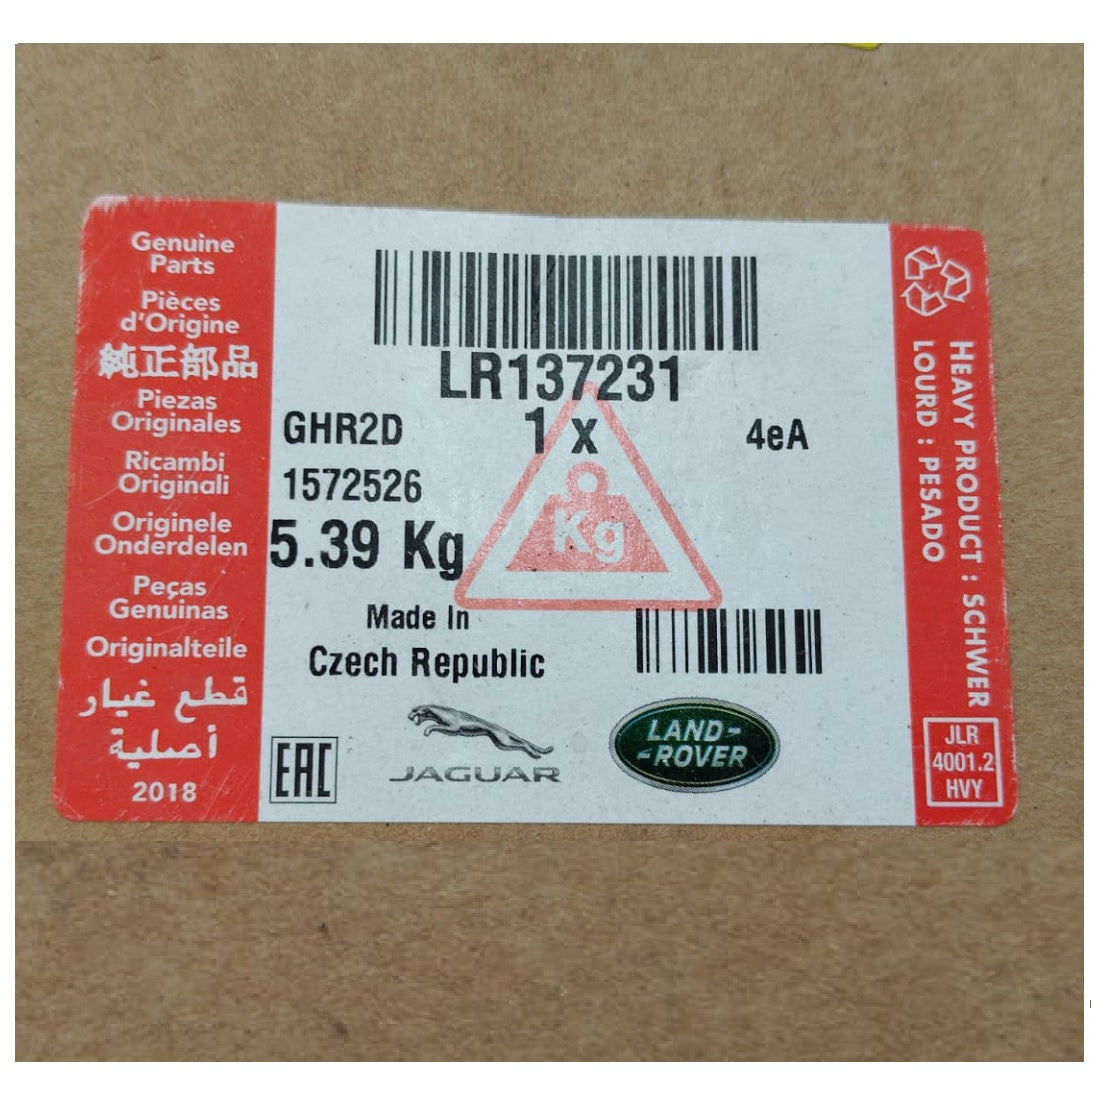 Genuine
Parts
Pièces
d'Origine
純正部品
Piezas
Originales
Ricambi
Originali
Originele
Onderdelen
Peças
Genuinas
Originalteile
قطع غيار
أصلية
2018
LR137231
GHR2D
1 x
4eA
1572526
5.39 Kg
Kg
Made In
Czech Republic
EAC
JAGUAR
LAND-
-ROVER
HEAVY PRODUCT : SCHWER
LOURD : PESADO
JLR
4001.2
HVY